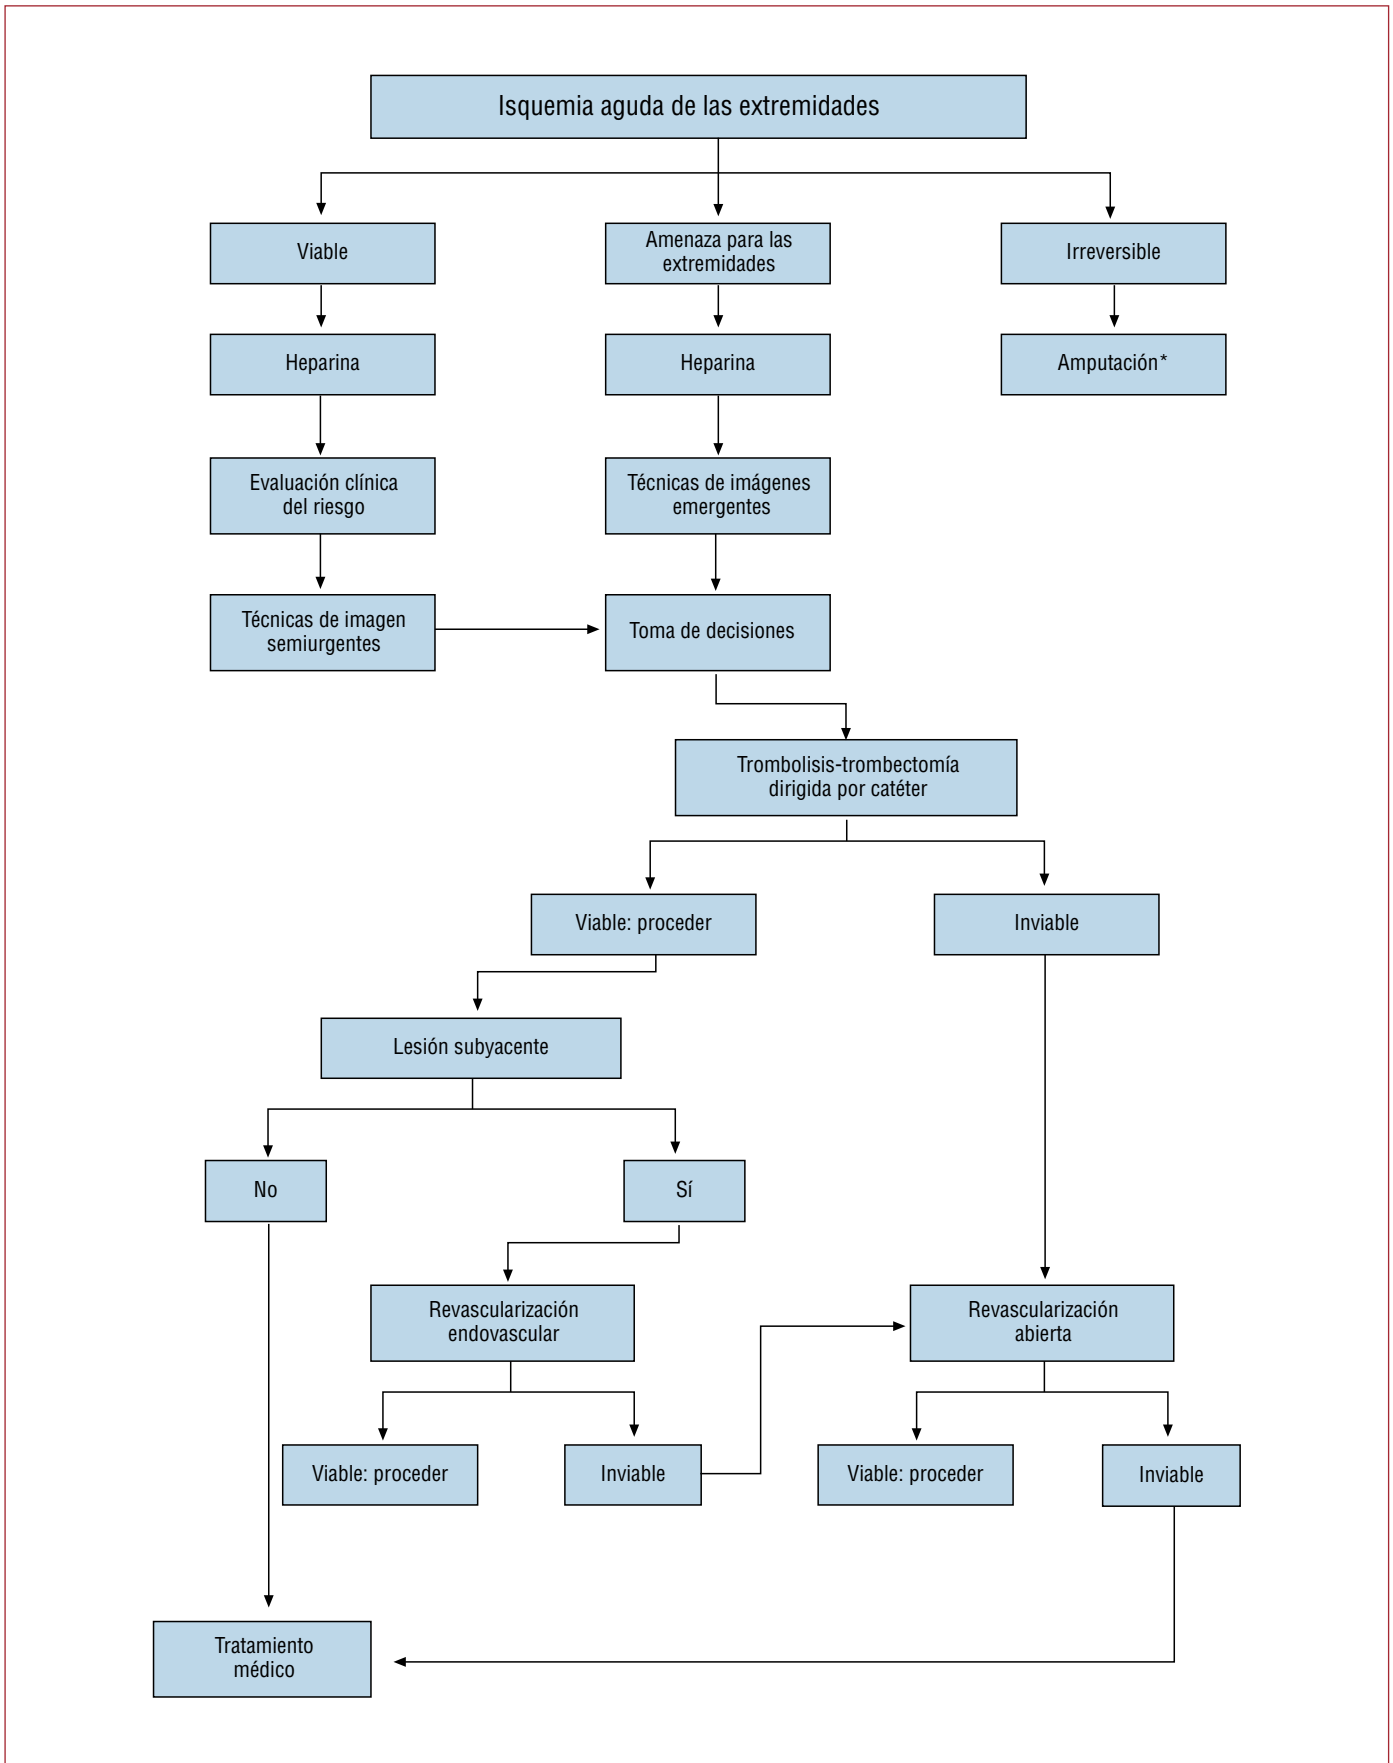 Isquemia aguda de las extremidades
Viable
Amenaza para las
extremidades
Irreversible
Heparina
Heparina
Amputación*
Evaluación clínica
del riesgo
Técnicas de imágenes
emergentes
Técnicas de imagen
semiurgentes
Toma de decisiones
Trombolisis-trombectomía
dirigida por catéter
Viable: proceder
Inviable
Lesión subyacente
No
Sí
Revascularización
endovascular
Revascularización
abierta
Viable: proceder
Inviable
Viable: proceder
Inviable
Tratamiento
médico